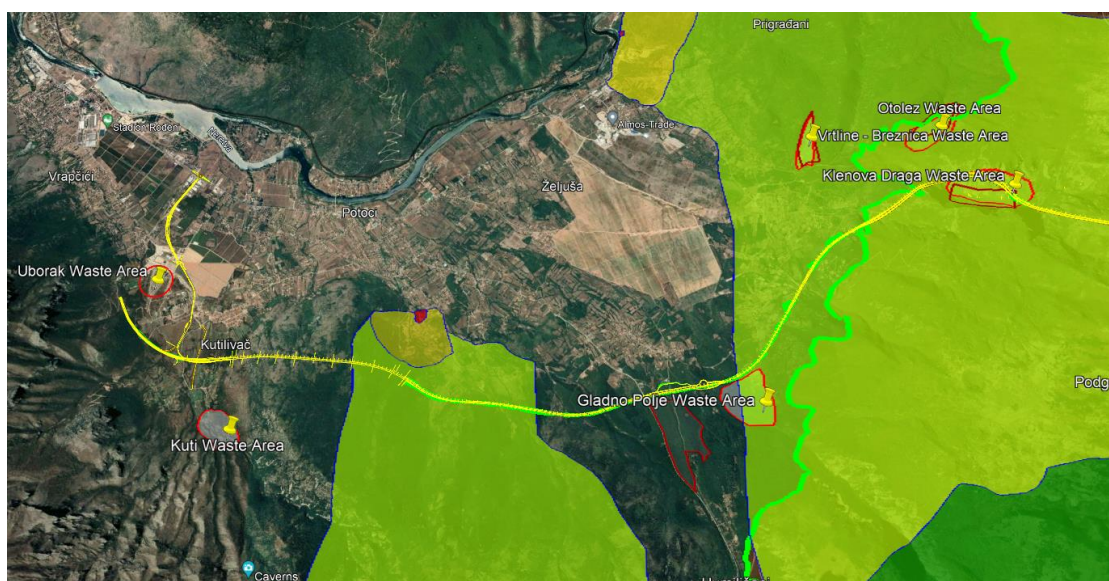 Prigrađani
Otolez Waste Area
Almos-Trade
Stadion Rođeni
Vrtline - Breznica Waste Area
Neretva
Vrapčići
Klenova Draga Waste Area
Željuša
Potoci
Uborak Waste Area
Kutilivač
Podg
Gladno Polje Waste Area
Kuti Waste Area
Caverns